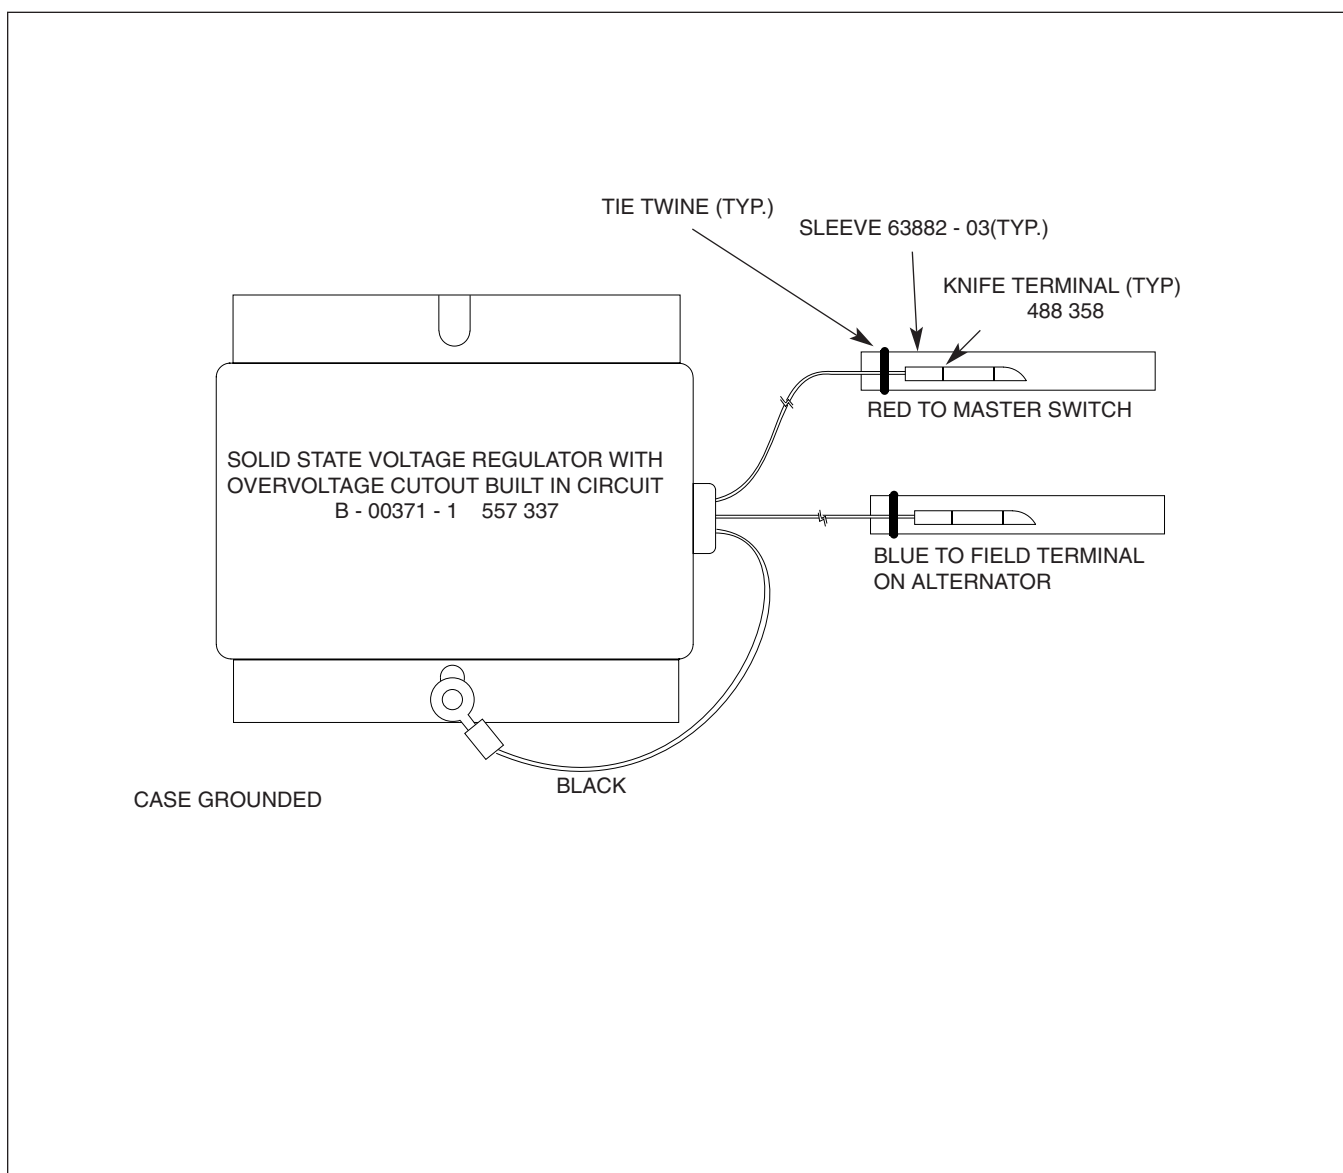 TIE TWINE (TYP.)
SLEEVE 63882 - 03(TYP.)
KNIFE TERMINAL (TYP)
488 358
RED TO MASTER SWITCH
SOLID STATE VOLTAGE REGULATOR WITH
OVERVOLTAGE CUTOUT BUILT IN CIRCUIT
B - 00371 - 1 557 337
BLUE TO FIELD TERMINAL
ON ALTERNATOR
BLACK
CASE GROUNDED